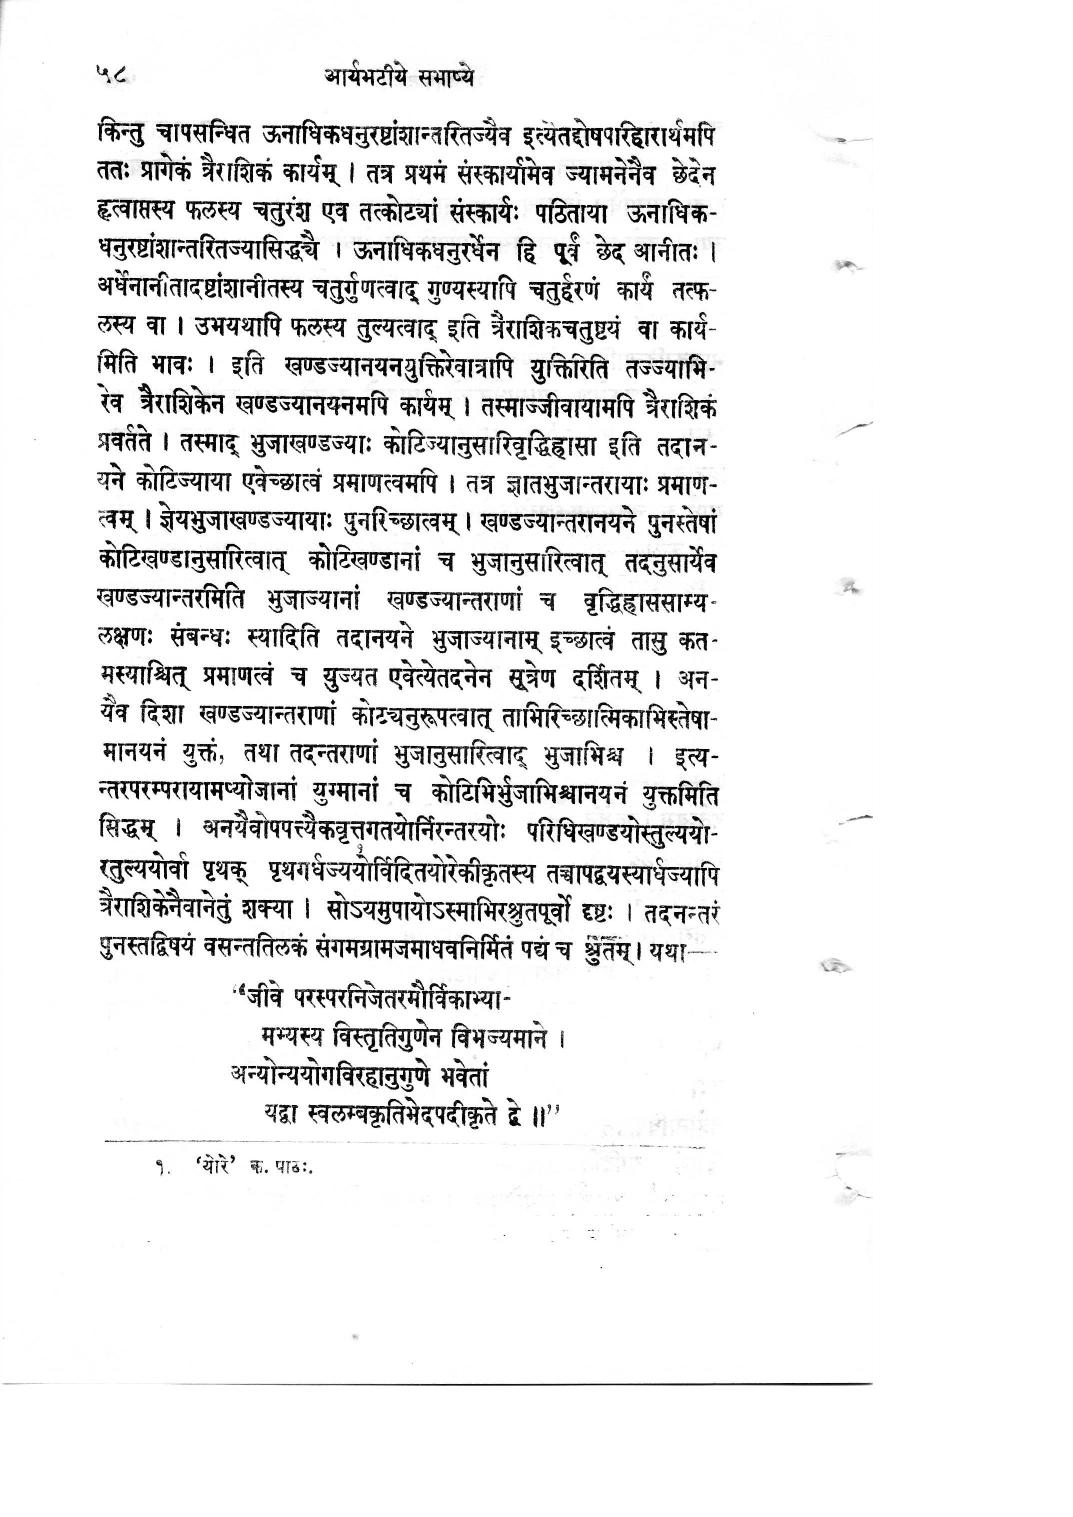 ५८ आर्यभटीये सभाष्ये
किन्तु चापसन्धित ऊनाधिकधनुरष्टांशान्तरितज्यैव इत्येतद्दोषपरिहारार्थमपि
ततः प्रागेकं त्रैराशिकं कार्यम् । तत्र प्रथमं संस्कार्यामेव ज्यामनेनैव छेदेन
हृत्वाप्तस्य फलस्य चतुरंश एव तत्कोट्यां संस्कार्यः पठिताया ऊनाधिक-
धनुरष्टांशान्तरितज्यासिद्ध्यै । ऊनाधिकधनुरर्धेन हि पूर्वं छेद आनीतः ।
अर्धेनानीतादष्टांशानीतस्य चतुर्गुणत्वाद् गुण्यस्यापि चतुर्हरणं कार्यं तत्फ-
लस्य वा । उभयथापि फलस्य तुल्यत्वाद् इति त्रैराशिकचतुष्टयं वा कार्य-
मिति भावः । इति खण्डज्यानयनयुक्तिरेवात्रापि युक्तिरिति तज्ज्याभि-
रेव त्रैराशिकेन खण्डज्यानयनमपि कार्यम् । तस्माज्जीवायामपि त्रैराशिकं
प्रवर्तते । तस्माद् भुजाखण्डज्याः कोटिज्यानुसारिवृद्धिह्रासा इति तदान-
यने कोटिज्याया एवेच्छात्वं प्रमाणत्वमपि । तत्र ज्ञातभुजान्तरायाः प्रमाण-
त्वम् । ज्ञेयभुजाखण्डज्यायाः पुनरिच्छात्वम् । खण्डज्यान्तरानयने पुनस्तेषां
कोटिखण्डानुसारित्वात् कोटिखण्डानां च भुजानुसारित्वात् तदनुसार्येव
खण्डज्यान्तरमिति भुजाज्यानां खण्डज्यान्तराणां च वृद्धिह्राससाम्य-
लक्षणः संबन्धः स्यादिति तदानयने भुजाज्यानाम् इच्छात्वं तासु कत-
मस्याश्चित् प्रमाणत्वं च युज्यत एवेत्येतदनेन सूत्रेण दर्शितम् । अन-
यैव दिशा खण्डज्यान्तराणां कोट्यनुरूपत्वात् ताभिरिच्छात्मिकाभिस्तेषा-
मानयनं युक्तं, तथा तदन्तराणां भुजानुसारित्वाद् भुजाभिश्च । इत्य-
न्तरपरम्परायामप्योजानां युग्मानां च कोटिभिर्भुजाभिश्चानयनं युक्तमिति
सिद्धम् । अनयैवोपपत्त्यैकवृत्तगतयोर्निरन्तरयोः परिधिखण्डयोस्तुल्ययो-
रतुल्ययोर्वा पृथक् पृथगर्धज्ययो१र्विदितयोरेकीकृतस्य तच्चापद्वयस्यार्धज्यापि
त्रैराशिकेनैवानेतुं शक्या । सोऽयमुपायोऽस्माभिरश्रुतपूर्वो दृष्टः । तदनन्तरं
पुनस्तद्विषयं वसन्ततिलकं संगमग्रामजमाधवनिर्मितं पद्यं च श्रुतम् । यथा—
“जीवे परस्परनिजेतरमौर्विकाभ्या-
मभ्यस्य विस्तृतिगुणेन विभज्यमाने ।
अन्योन्ययोगविरहानुगुणे भवेतां
यद्वा स्वलम्बकृतिभेदपदीकृते द्वे ॥”
१. ‘योरे’ क. पाठः.